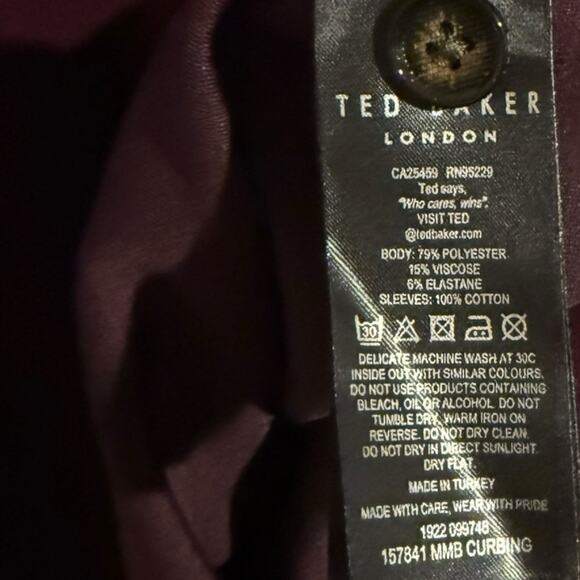 TED BAKER
LONDON
CA25459 RN95229
Ted says,
"Who cares, wins".
VISIT TED
@tedbaker.com
BODY: 79% POLYESTER
15% VISCOSE
6% ELASTANE
SLEEVES: 100% COTTON
30
DELICATE MACHINE WASH AT 30C
INSIDE OUT WITH SIMILAR COLOURS.
DO NOT USE PRODUCTS CONTAINING
BLEACH, OIL OR ALCOHOL. DO NOT
TUMBLE DRY. WARM IRON ON
REVERSE. DO NOT DRY CLEAN.
DO NOT DRY IN DIRECT SUNLIGHT.
DRY FLAT.
MADE IN TURKEY
MADE WITH CARE, WEAR WITH PRIDE
1922 099748
157841 MMB CURBING